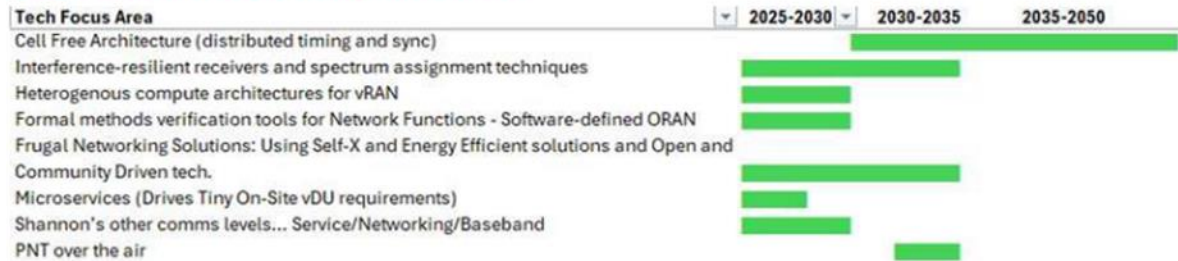 Tech Focus Area 2025-2030 2030-2035 2035-2050
Cell Free Architecture (distributed timing and sync)
Interference-resilient receivers and spectrum assignment techniques
Heterogenous compute architectures for vRAN
Formal methods verification tools for Network Functions - Software-defined ORAN
Frugal Networking Solutions: Using Self-X and Energy Efficient solutions and Open and
Community Driven tech.
Microservices (Drives Tiny On-Site vDU requirements)
Shannon's other comms levels... Service/Networking/Baseband
PNT over the air